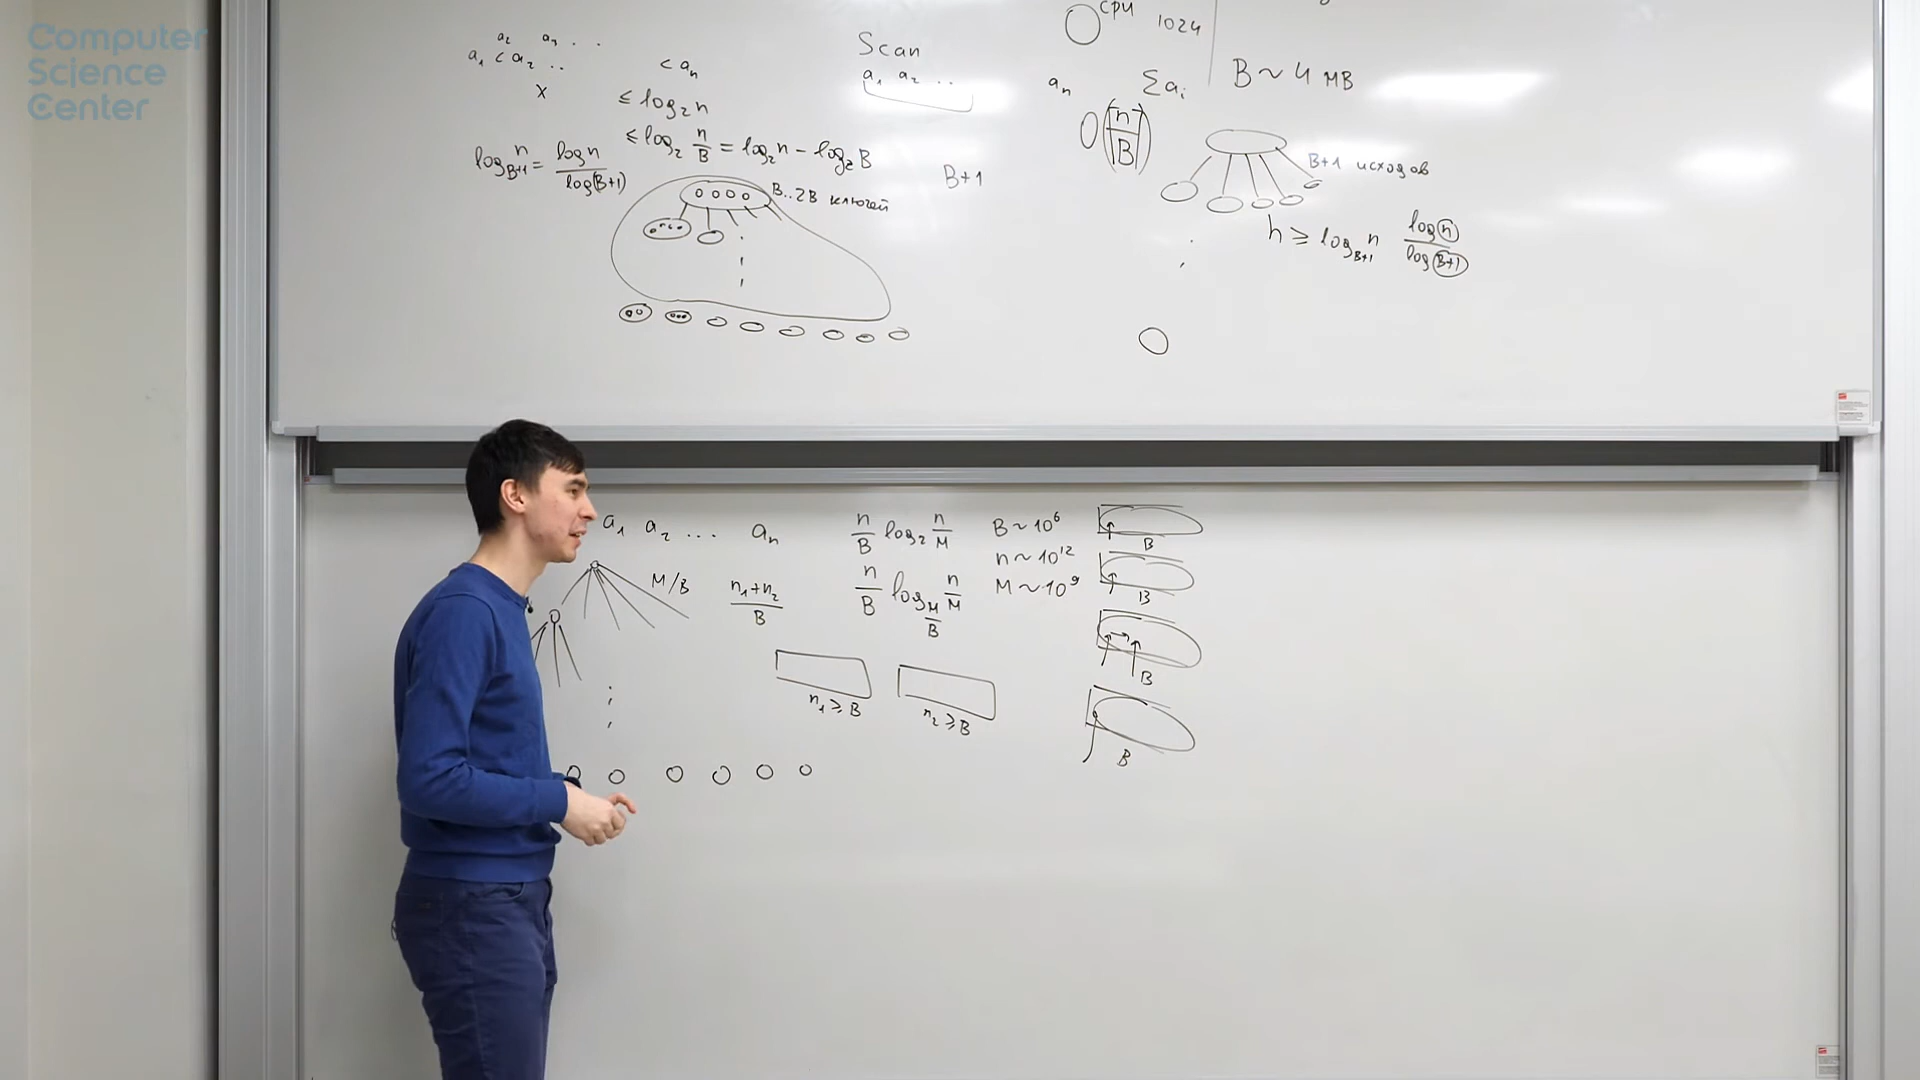 Computer
Science
Center
a₂ a₃ . .
a₁ < a₂ .. < aₙ
x
≤ log₂ n
≤ log₂ n/B = log₂ n - log₂ B
log_{B+1} n = log n / log(B+1)
B..2B ключей
B+1
Scan
a₁ a₂ ... aₙ
Σaᵢ
O(⌈n/B⌉)
CPU
1024
B ~ 4 MB
B+1 исходов
h ≥ log_{B+1} n
log n / log(B+1)
a₁ a₂ ... aₙ
M/B
(n₁+n₂)/B
n/B log₂ n/M
n/B log_{M/B} n/M
B ~ 10⁶
n ~ 10¹²
M ~ 10⁹
n₁ ≥ B
n₂ ≥ B
B
B
B
B